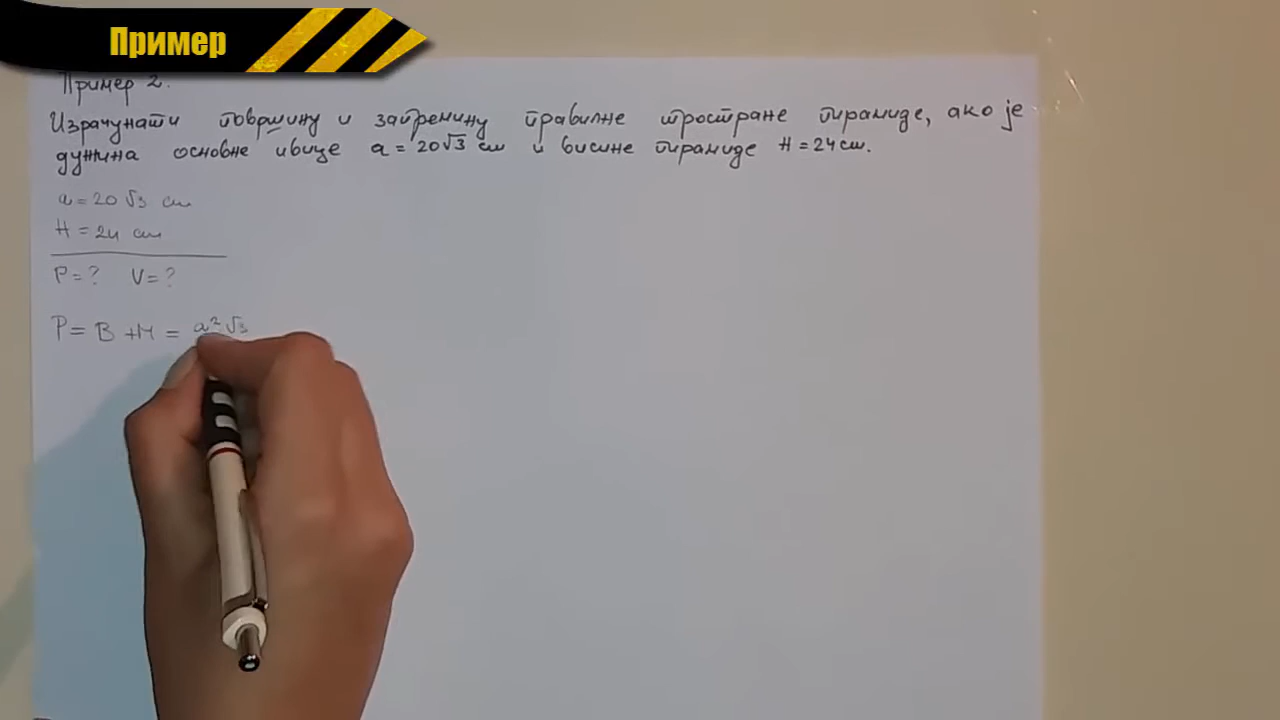 Пример
Пример 2.
Израчунати површину и запремину правилне тростране пирамиде, ако је
дужина основне ивице a = 20√3 cm и висине пирамиде H = 24 cm.
a = 20√3 cm
H = 24 cm
P = ? V = ?
P = B + M = a²√3